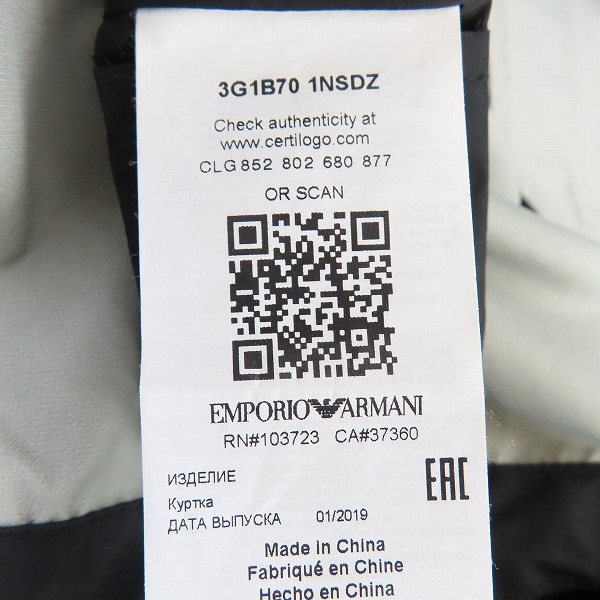 3G1B70 1NSDZ
Check authenticity at
www.certilogo.com
CLG 852 802 680 877
OR SCAN
EMPORIO ARMANI
RN#103723 CA#37360
ИЗДЕЛИЕ
Куртка
ДАТА ВЫПУСКА 01/2019
EAC
Made in China
Fabriqué en Chine
Hecho en China